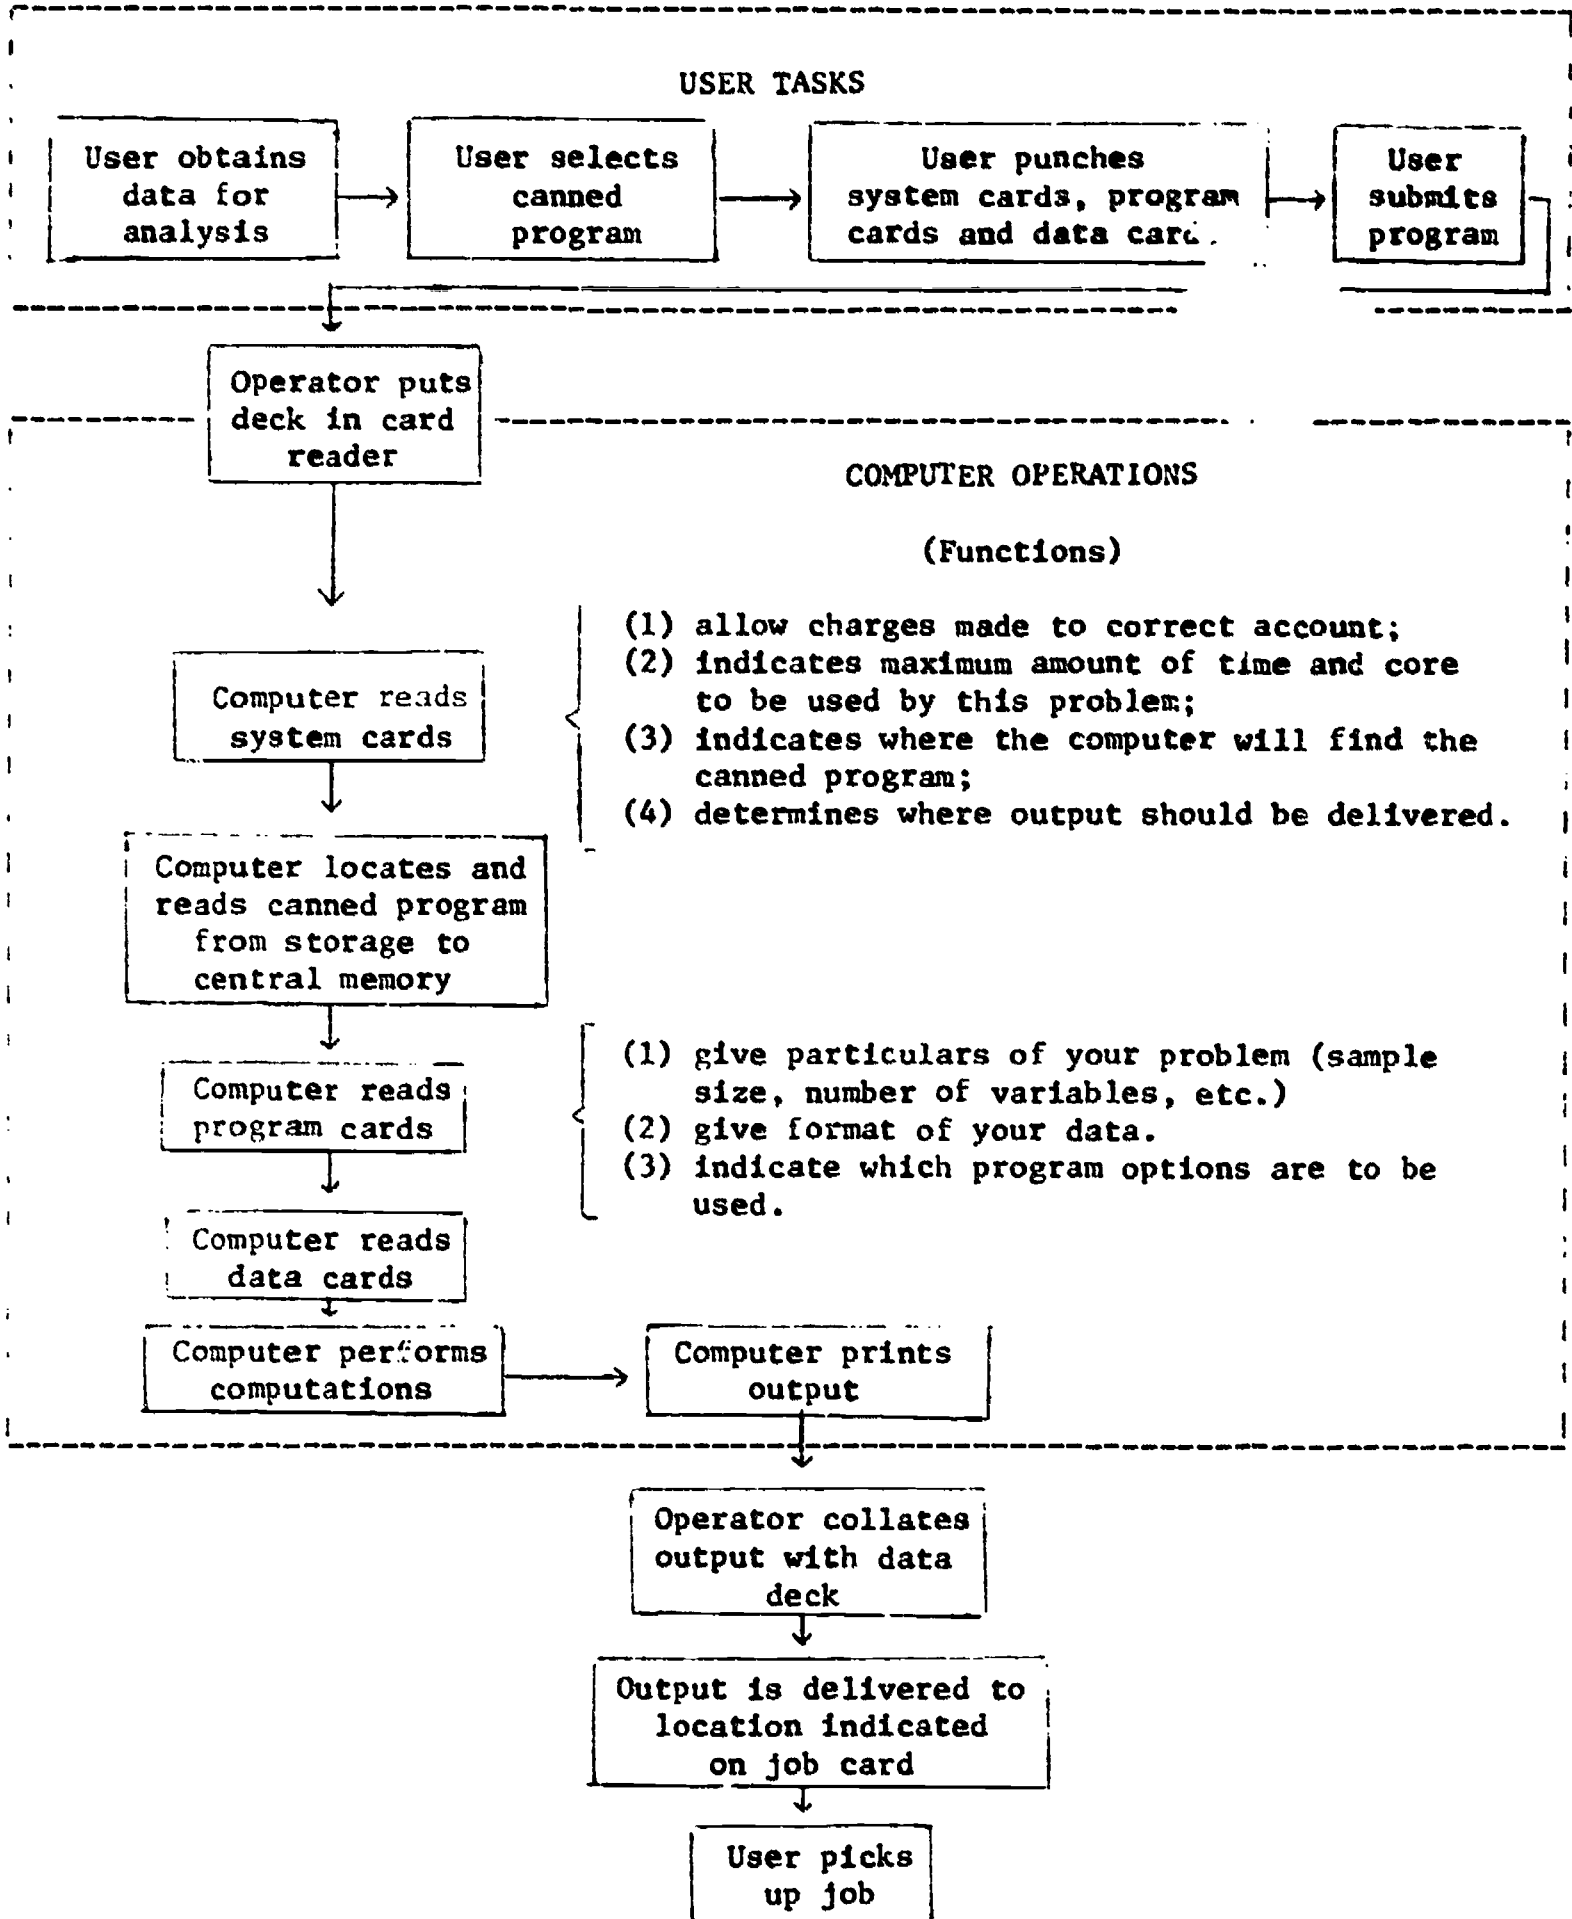 USER TASKS
User obtains
data for
analysis
User selects
canned
program
User punches
system cards, program
cards and data
User
submits
program
Operator puts
deck in card
reader
COMPUTER OPERATIONS
(Functions)
Computer reads
system cards
(1) allow charges made to correct account;
(2) indicates maximum amount of time and core
to be used by this problem;
(3) indicates where the computer will find the
canned program;
(4) determines where output should be delivered.
Computer locates and
reads canned program
from storage to
central memory
Computer reads
program cards
(1) give particulars of your problem (sample
size, number of variables, etc.)
(2) give format of your data.
(3) indicate which program options are to be
used.
Computer reads
data cards
Computer performs
computations
Computer prints
output
Operator collates
output with data
deck
Output is delivered to
location indicated
on job card
User picks
up job